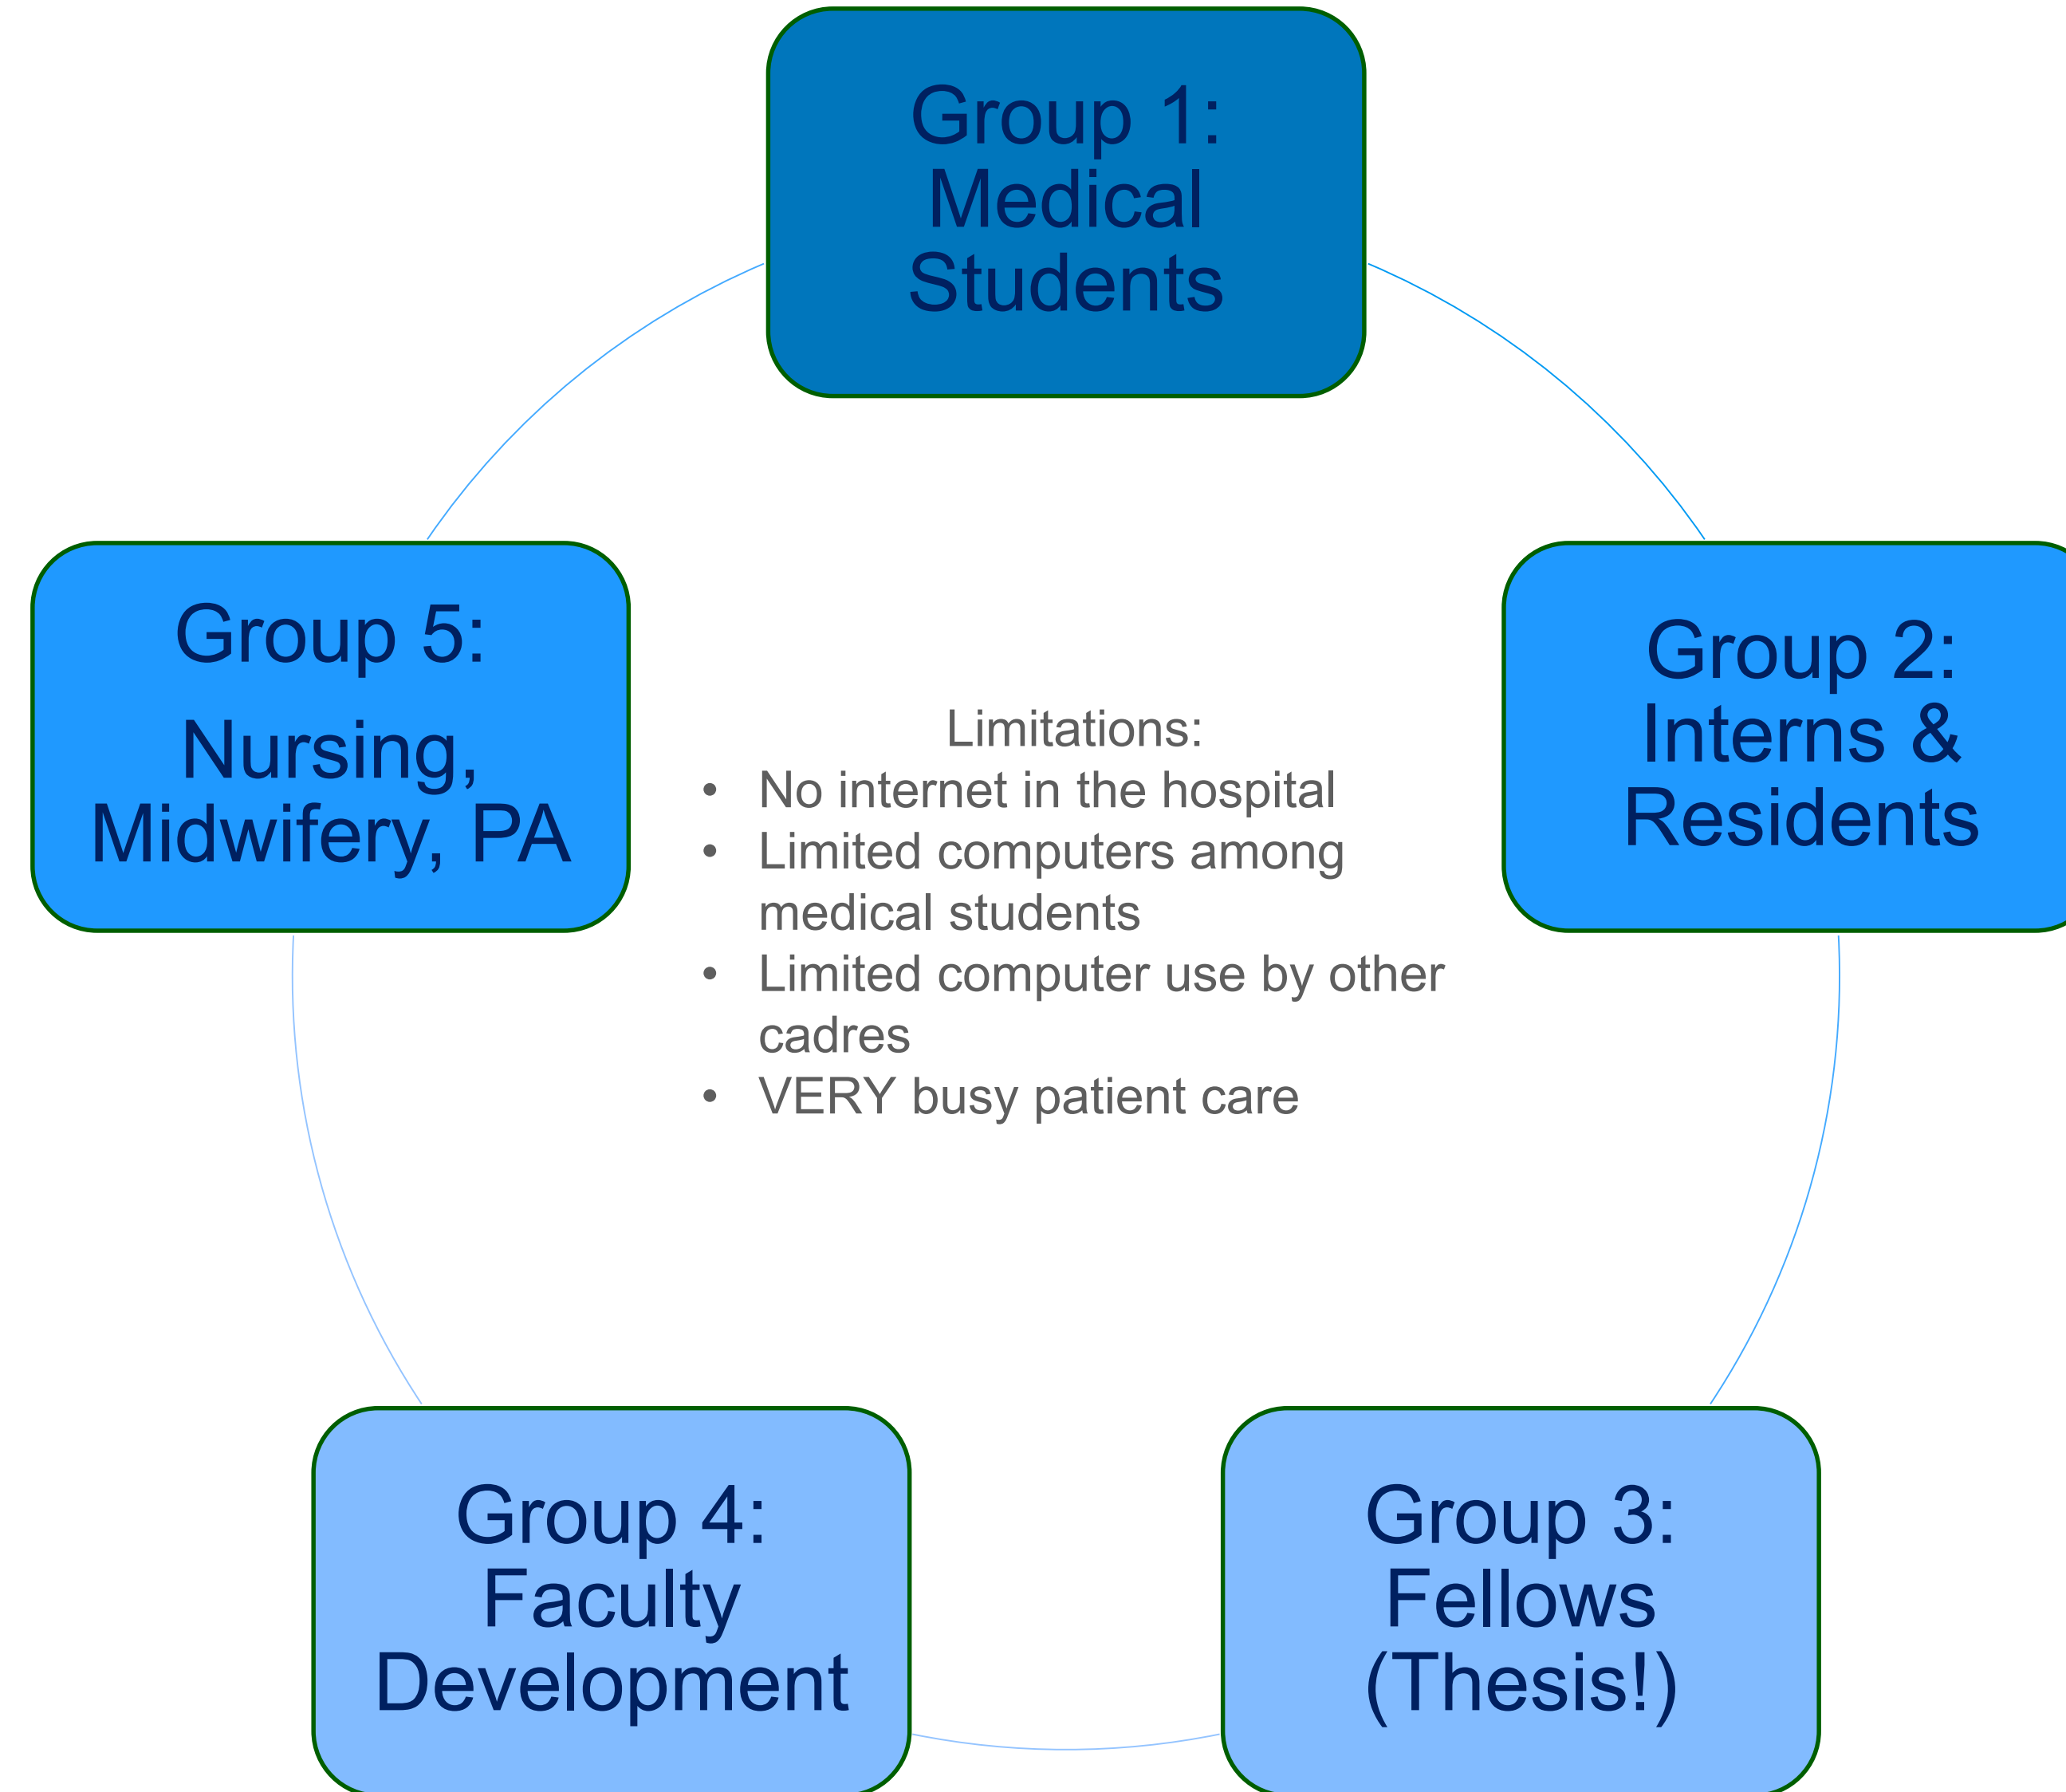 Group 1:
Medical
Students
Group 2:
Interns &
Residents
Group 3:
Fellows
(Thesis!)
Group 4:
Faculty
Development
Group 5:
Nursing,
Midwifery, PA
Limitations:
• No internet in the hospital
• Limited computers among
medical students
• Limited computer use by other
cadres
• VERY busy patient care